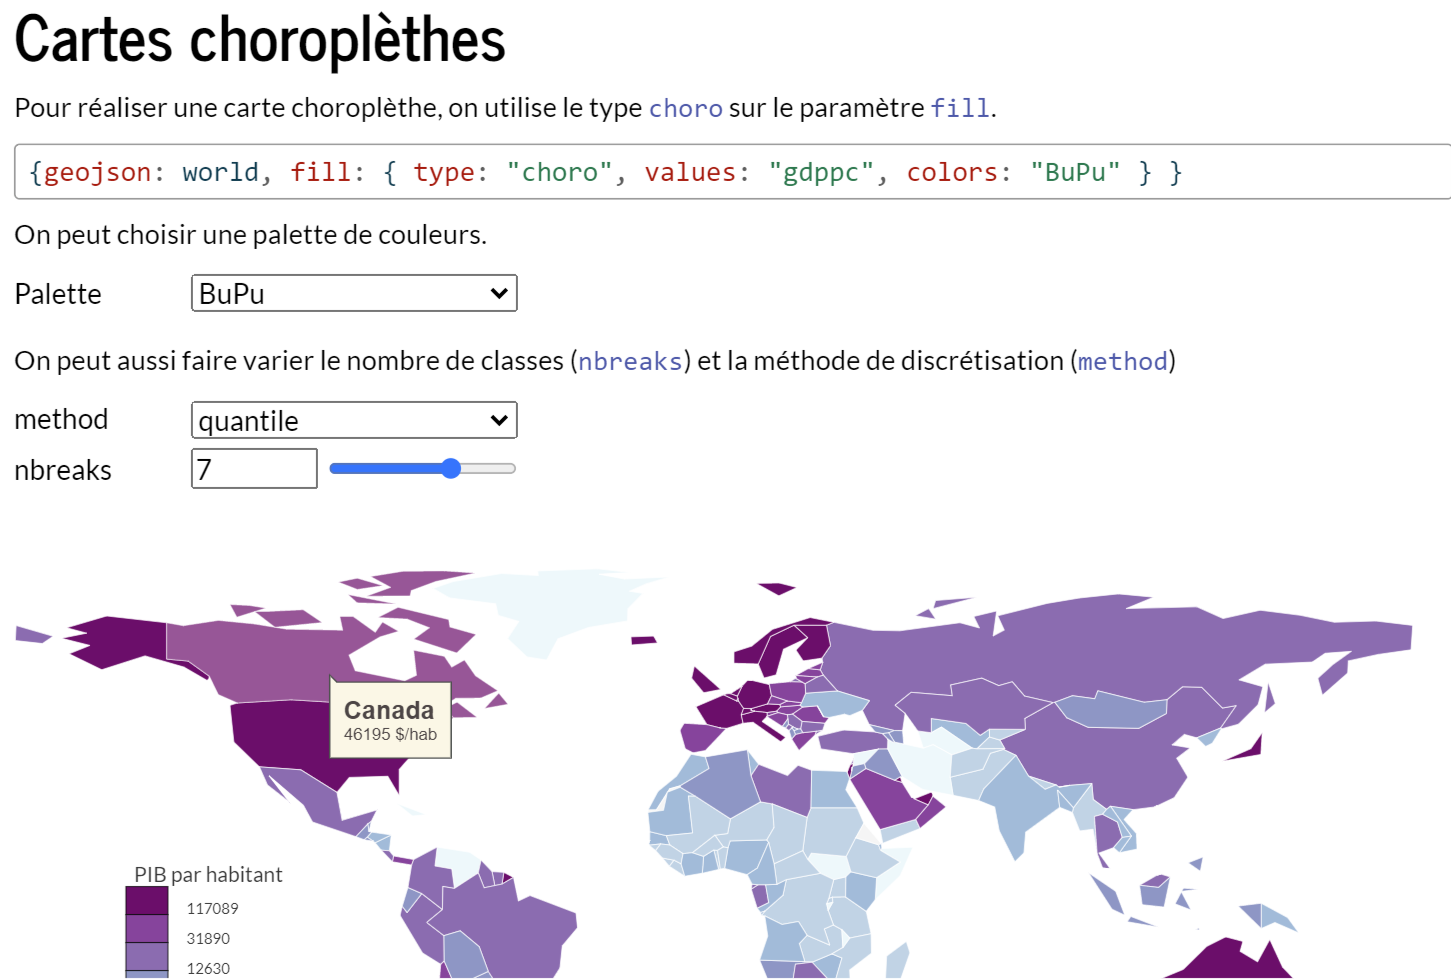 Cartes choroplèthes
Pour réaliser une carte choroplèthe, on utilise le type choro sur le paramètre fill.
{geojson: world, fill: { type: "choro", values: "gdppc", colors: "BuPu" } }
On peut choisir une palette de couleurs.
Palette BuPu
On peut aussi faire varier le nombre de classes (nbreaks) et la méthode de discrétisation (method)
method quantile
nbreaks 7
Canada
46195 $/hab
PIB par habitant
117089
31890
12630